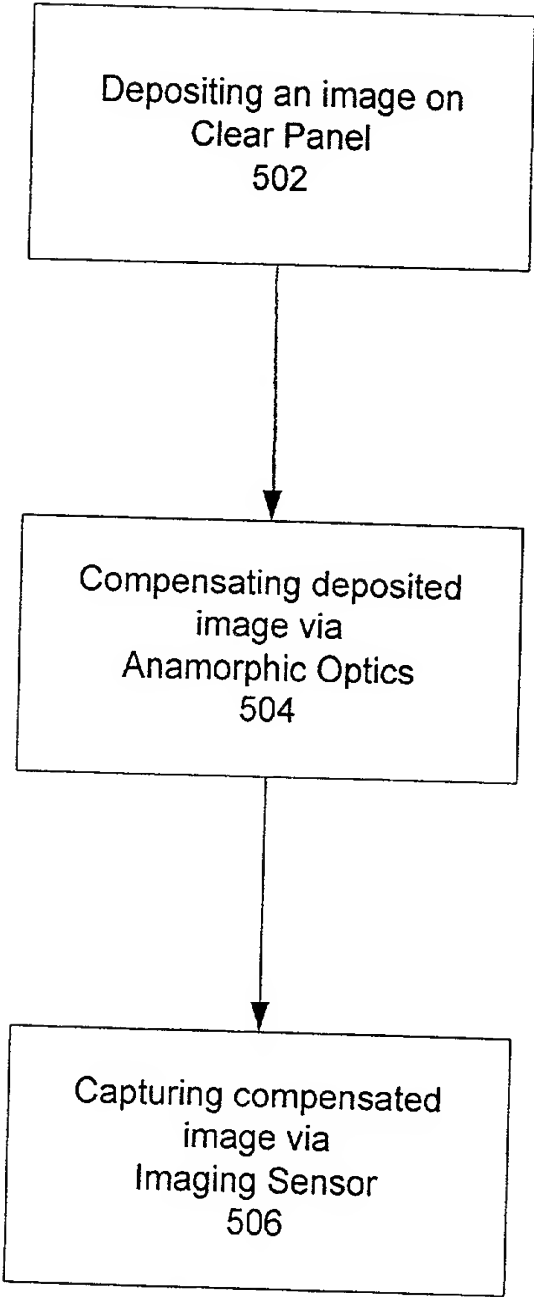 Depositing an image on
Clear Panel
502
Compensating deposited
image via
Anamorphic Optics
504
Capturing compensated
image via
Imaging Sensor
506